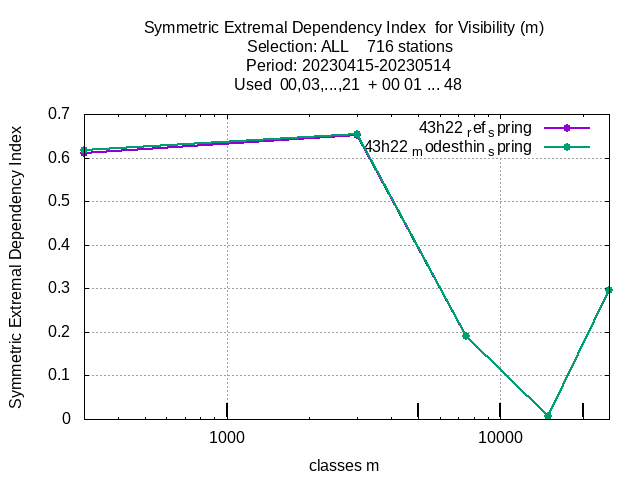 Symmetric Extremal Dependency Index for Visibility (m)
Selection: ALL 716 stations
Period: 20230415-20230514
Used 00,03,...,21 + 00 01 ... 48
0.7
0.6
0.5
0.4
0.3
0.2
0.1
0
Symmetric Extremal Dependency Index
43h22 ref spring
43h22 modesthin spring
1000
10000
classes m